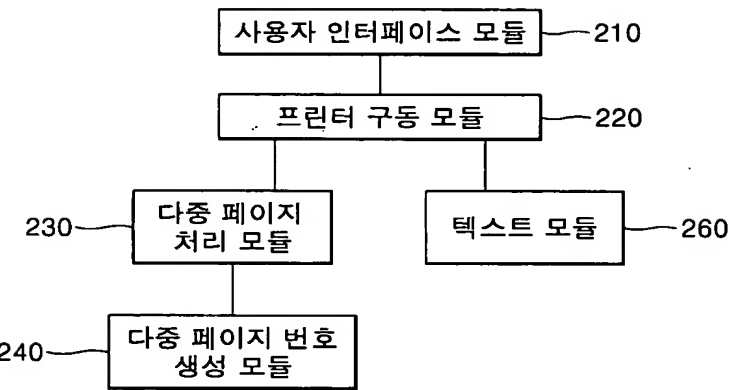 사용자 인터페이스 모듈 210
프린터 구동 모듈 220
230 다중 페이지
처리 모듈
텍스트 모듈 260
240 다중 페이지 번호
생성 모듈